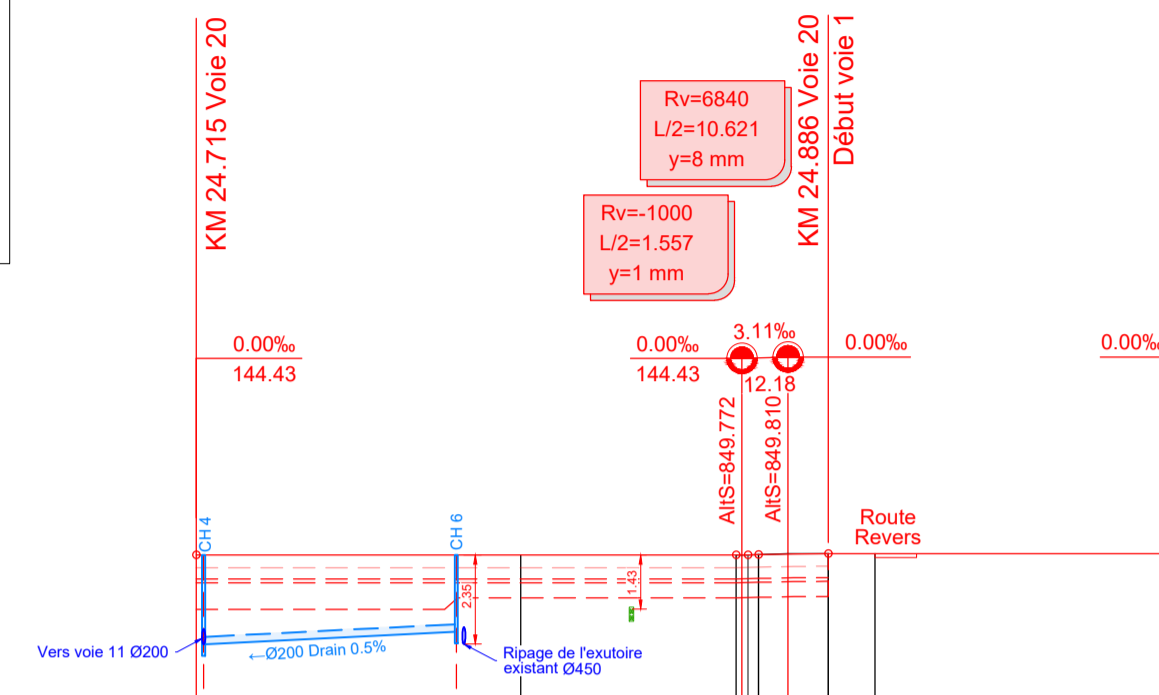 KM 24.715 Voie 20
KM 24.886 Voie 20
Début voie 1
Rv=6840
L/2=10.621
y=8 mm
Rv=-1000
L/2=1.557
y=1 mm
0.00‰
144.43
0.00‰
144.43
3.11‰
12.18
0.00‰
0.00‰
AltS=849.772
AltS=849.810
Route
Revers
CH 4
CH 6
2.35
1.43
Vers voie 11 Ø200
←Ø200 Drain 0.5%
Ripage de l'exutoire
existant Ø450